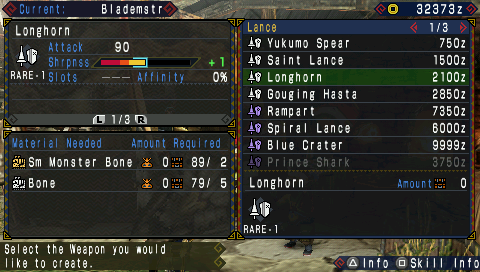 Current: Blademstr
32373z
Longhorn
Attack 90
Shrpnss +1
RARE-1 Slots --- Affinity 0%
L 1/3 R
Material Needed Amount Required
Sm Monster Bone 0 89/ 2
Bone 0 79/ 5
Lance 1/3
Yukumo Spear 750z
Saint Lance 1500z
Longhorn 2100z
Gouging Hasta 2850z
Rampart 7350z
Spiral Lance 6000z
Blue Crater 9999z
Prince Shark 3750z
Longhorn Amount 0
RARE-1
Select the Weapon you would
like to create.
Info Skill Info